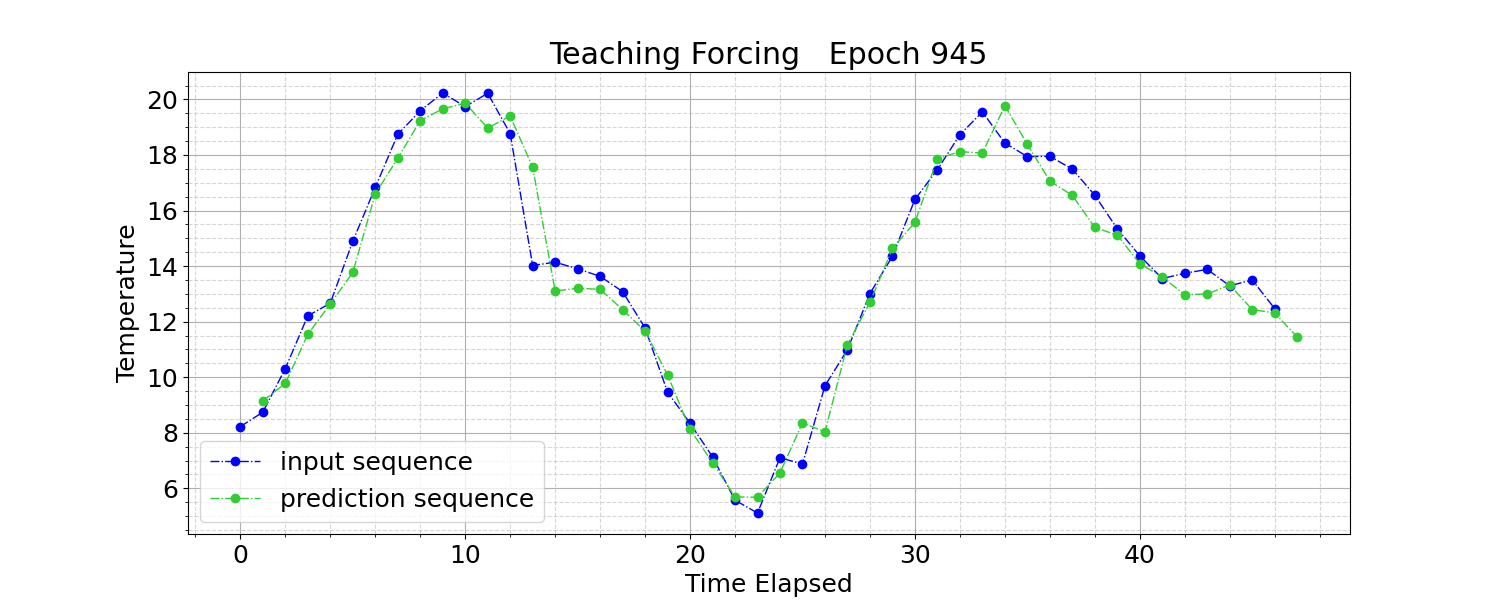 Teaching Forcing   Epoch 945
Temperature
20
18
16
14
12
10
8
6
input sequence
prediction sequence
0 10 20 30 40
Time Elapsed